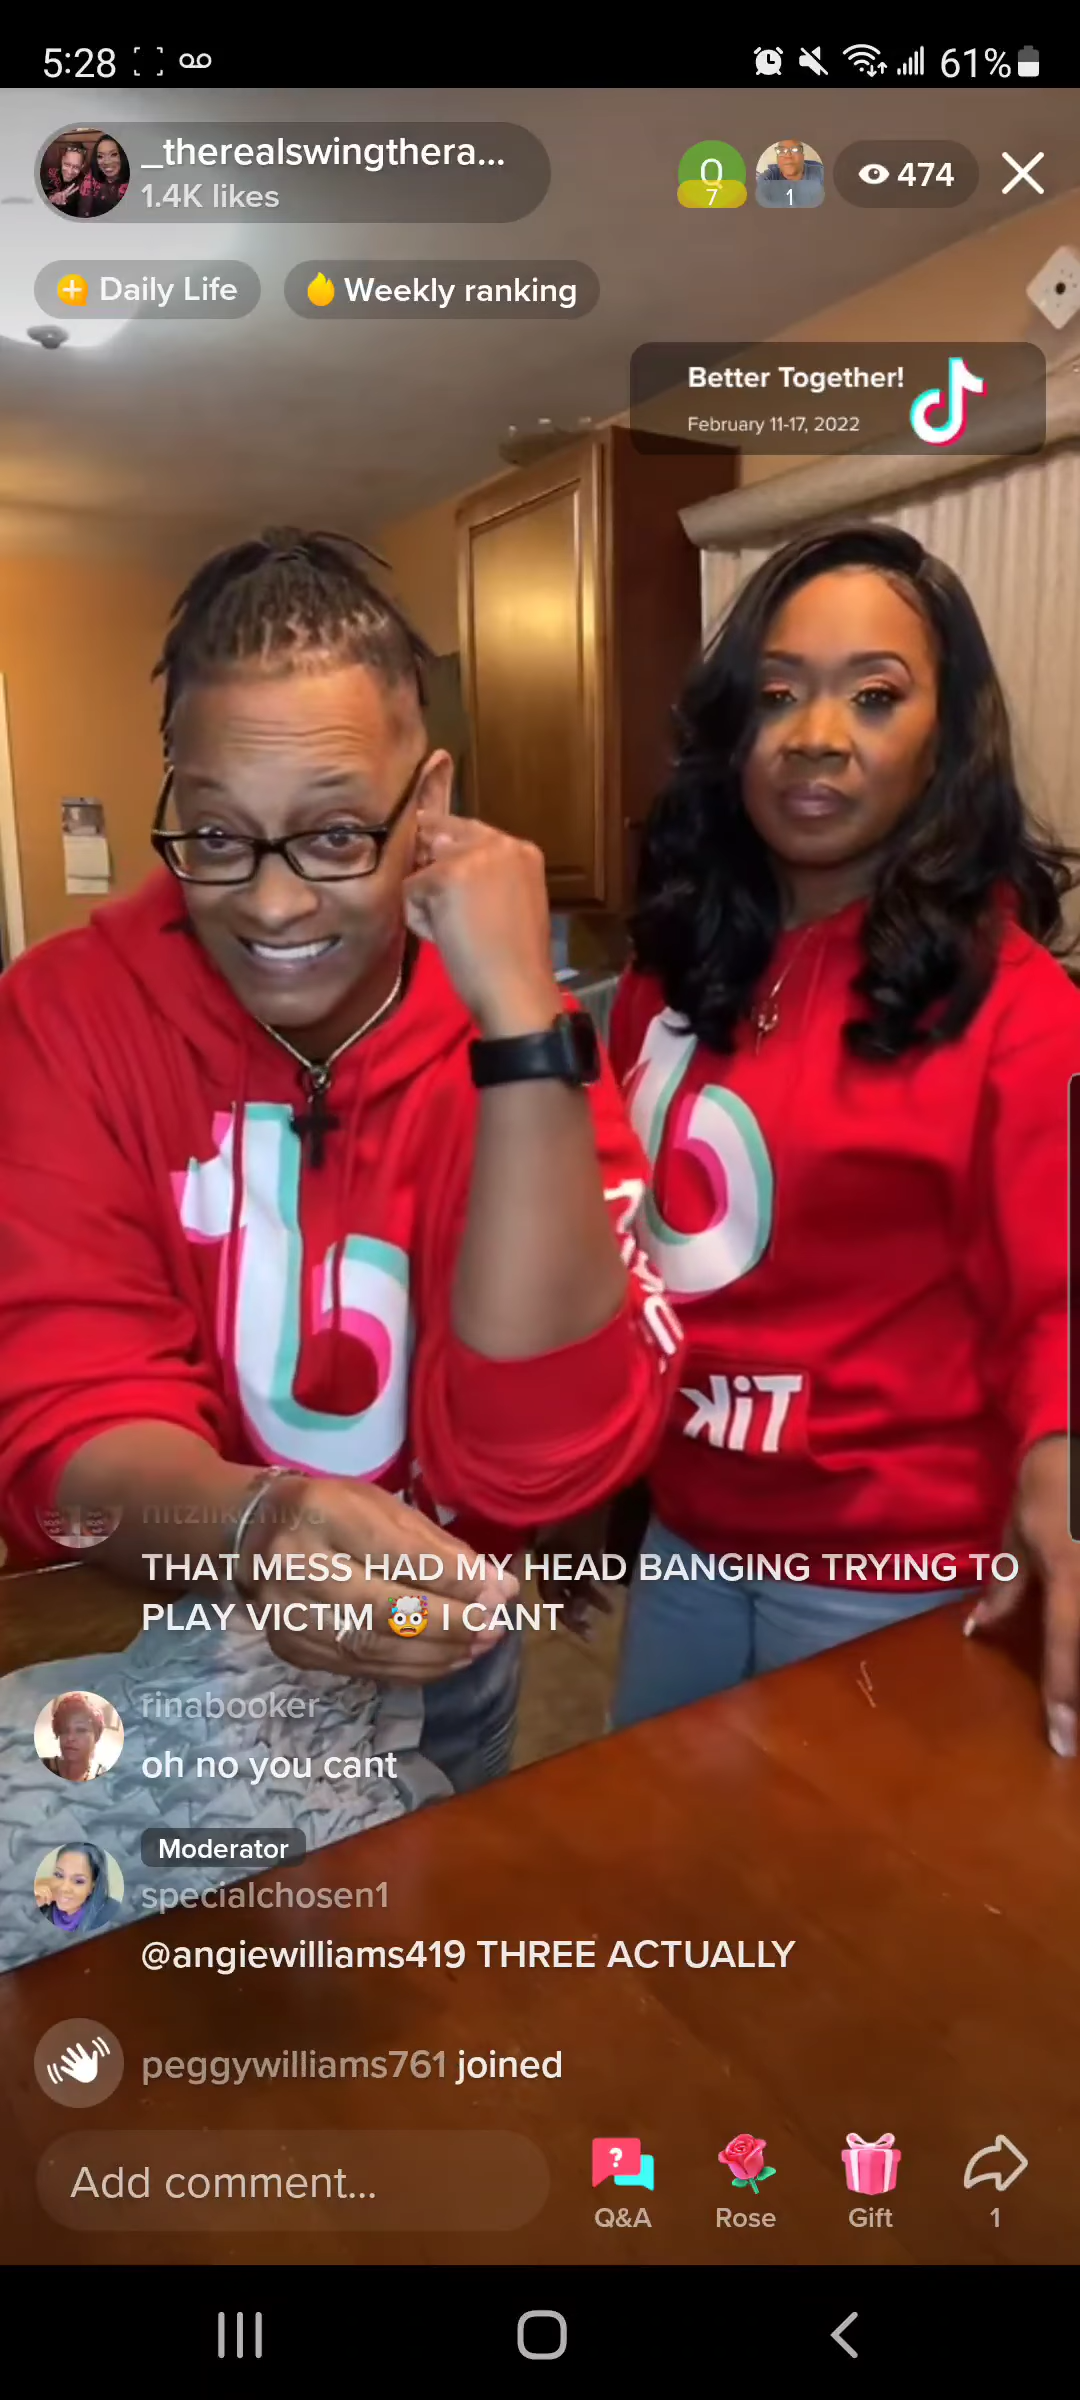 5:28
61%
_therealswingthera...
1.4K likes
Q
7
1
474
Daily Life
Weekly ranking
Better Together!
February 11-17, 2022
TiK
THAT MESS HAD MY HEAD BANGING TRYING TO
PLAY VICTIM 🤯 I CANT
rinabooker
oh no you cant
Moderator
specialchosen1
@angiewilliams419 THREE ACTUALLY
peggywilliams761 joined
Add comment...
Q&A
Rose
Gift
1